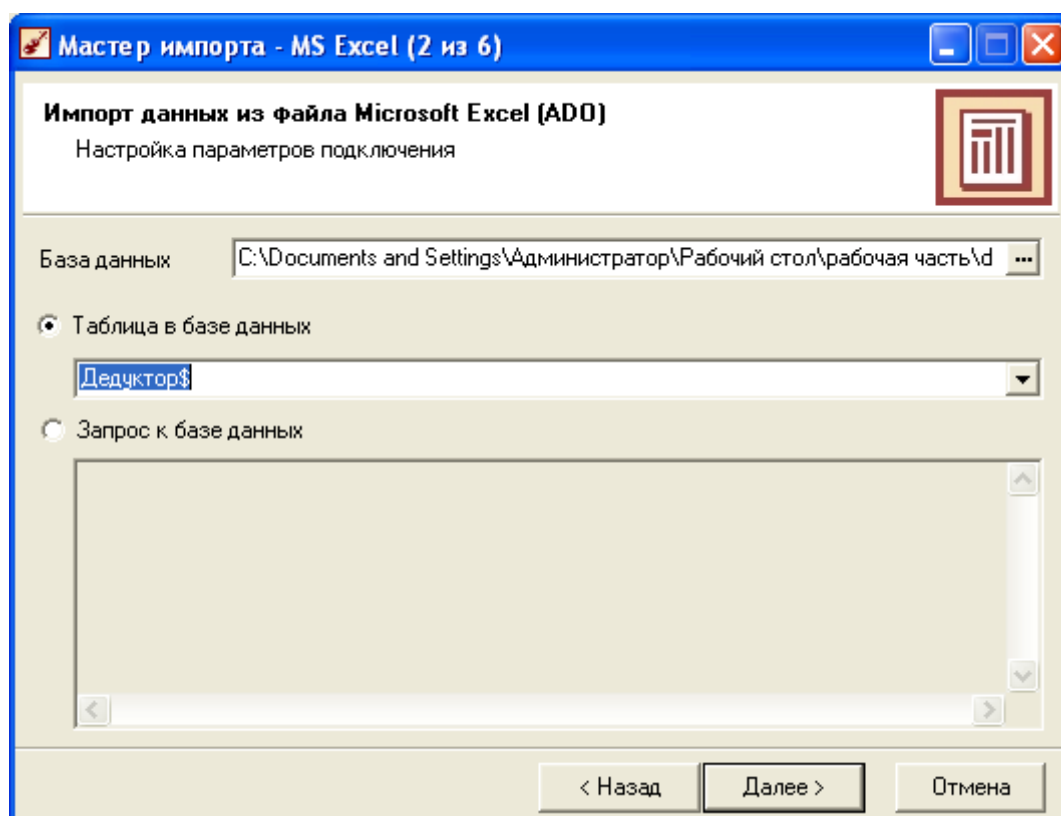 Мастер импорта - MS Excel (2 из 6)
Импорт данных из файла Microsoft Excel (ADO)
Настройка параметров подключения
База данных C:\Documents and Settings\Администратор\Рабочий стол\рабочая часть\d ...
Таблица в базе данных
Дедуктор$
Запрос к базе данных
< Назад Далее > Отмена